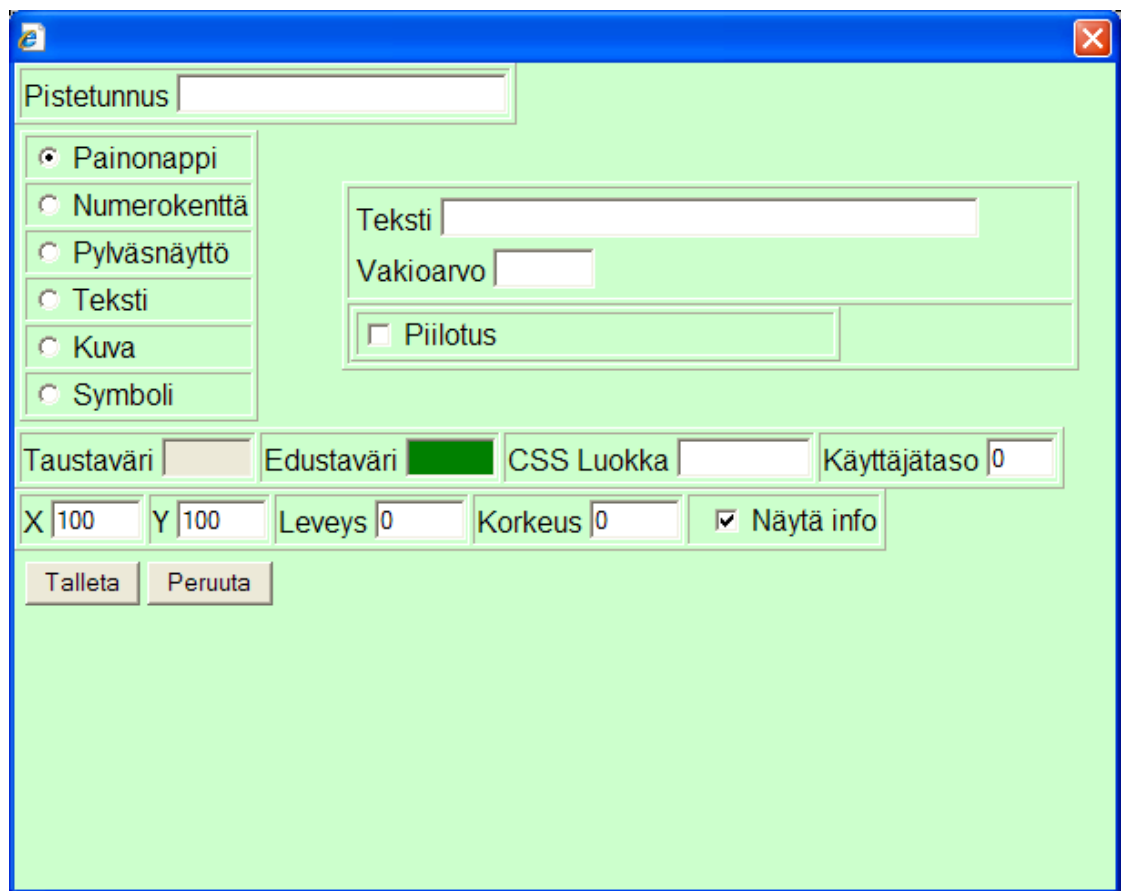 Pistetunnus
Painonappi
Numerokenttä
Pylväsnäyttö
Teksti
Kuva
Symboli
Teksti
Vakioarvo
Piilotus
Taustaväri Edustaväri CSS Luokka Käyttäjätaso 0
X 100 Y 100 Leveys 0 Korkeus 0 Näytä info
Talleta Peruuta